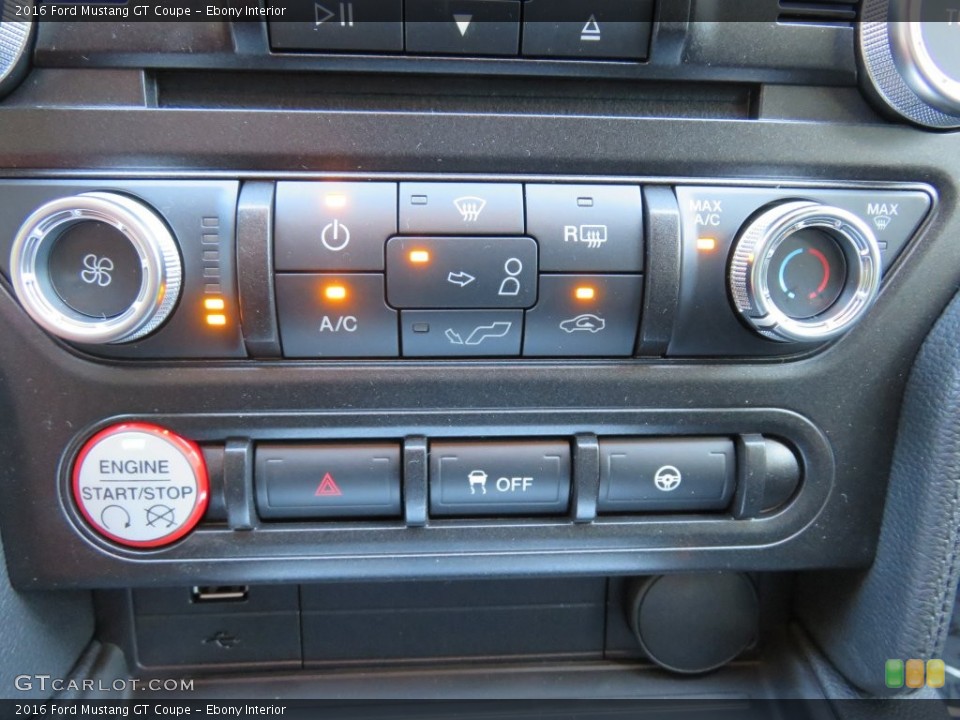 2016 Ford Mustang GT Coupe – Ebony Interior
MAX
A/C
MAX
R
A/C
ENGINE
START/STOP
OFF
GTCARLOT.COM
2016 Ford Mustang GT Coupe – Ebony Interior